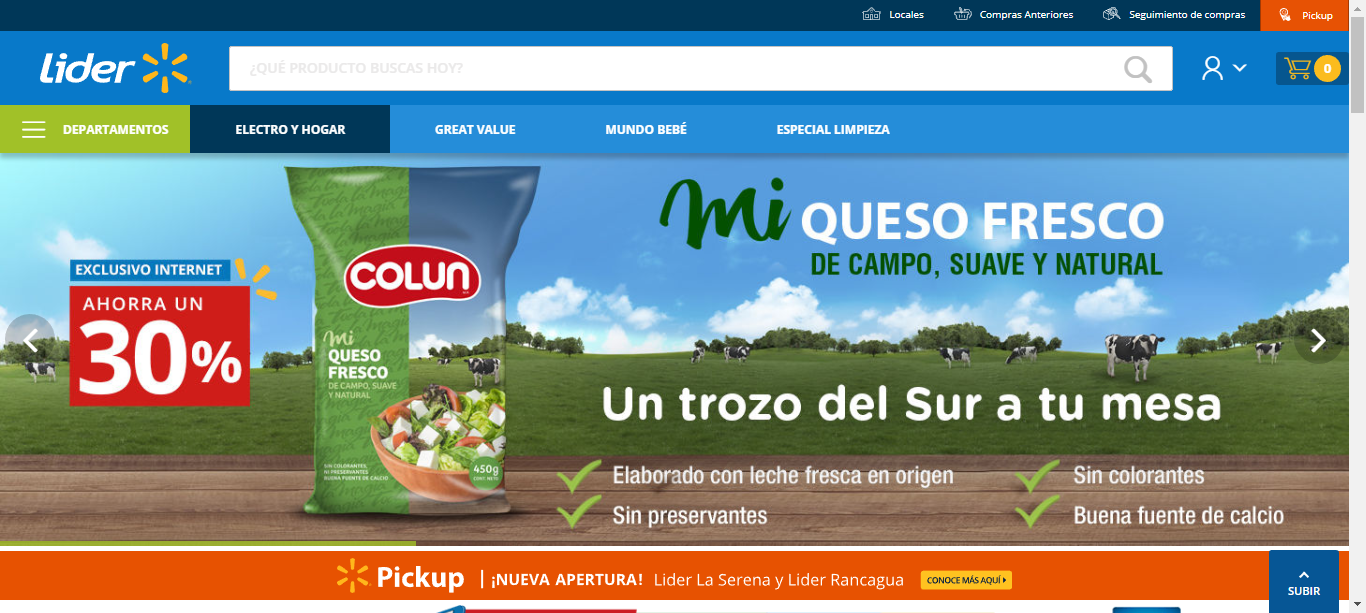 Locales
Compras Anteriores
Seguimiento de compras
Pickup
Lider
¿QUÉ PRODUCTO BUSCAS HOY?
0
DEPARTAMENTOS
ELECTRO Y HOGAR
GREAT VALUE
MUNDO BEBÉ
ESPECIAL LIMPIEZA
Mi QUESO FRESCO
DE CAMPO, SUAVE Y NATURAL
EXCLUSIVO INTERNET
AHORRA UN
30%
COLUN
Mi
QUESO
FRESCO
DE CAMPO, SUAVE
Y NATURAL
SIN COLORANTES,
NI PRESERVANTES
BUENA FUENTE DE CALCIO
450g
CONT. NETO
Un trozo del Sur a tu mesa
Elaborado con leche fresca en origen
Sin colorantes
Sin preservantes
Buena fuente de calcio
Pickup | ¡NUEVA APERTURA! Lider La Serena y Lider Rancagua
CONOCE MÁS AQUÍ
SUBIR